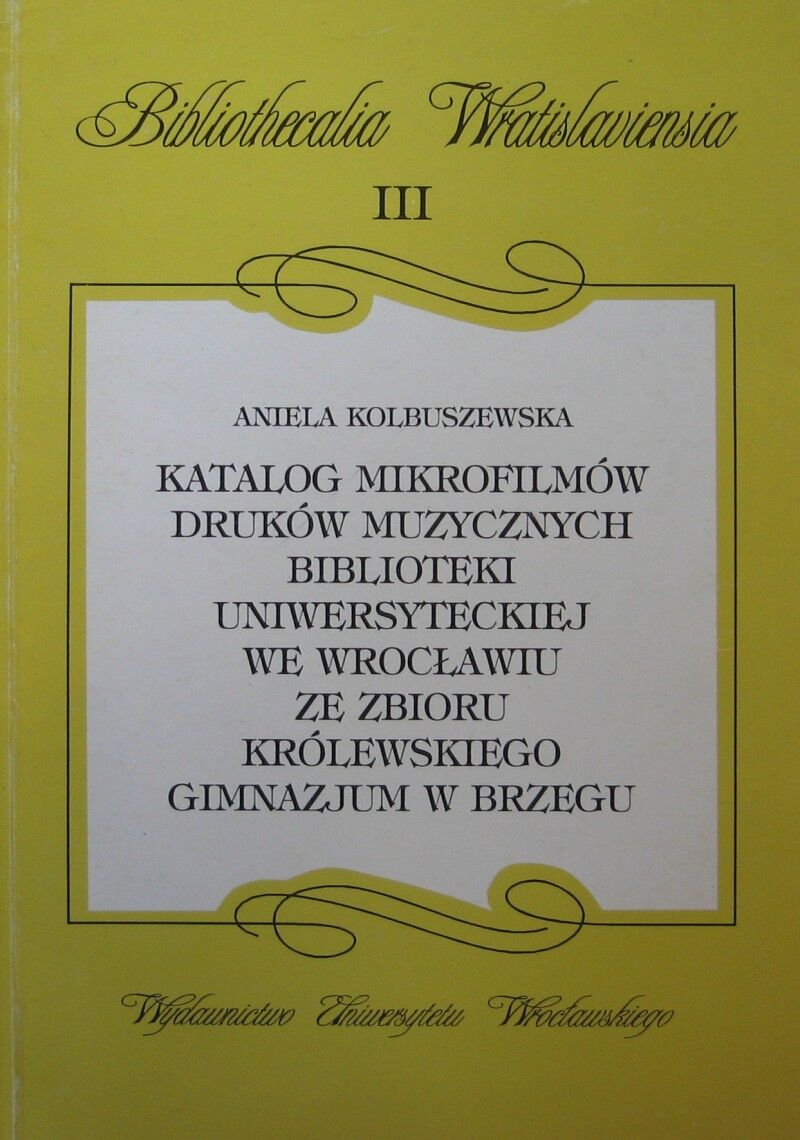 Bibliothecalia Wratislaviensia
III
ANIELA KOLBUSZEWSKA
KATALOG MIKROFILMÓW
DRUKÓW MUZYCZNYCH
BIBLIOTEKI
UNIWERSYTECKIEJ
WE WROCŁAWIU
ZE ZBIORU
KRÓLEWSKIEGO
GIMNAZJUM W BRZEGU
Wydawnictwo Uniwersytetu Wrocławskiego